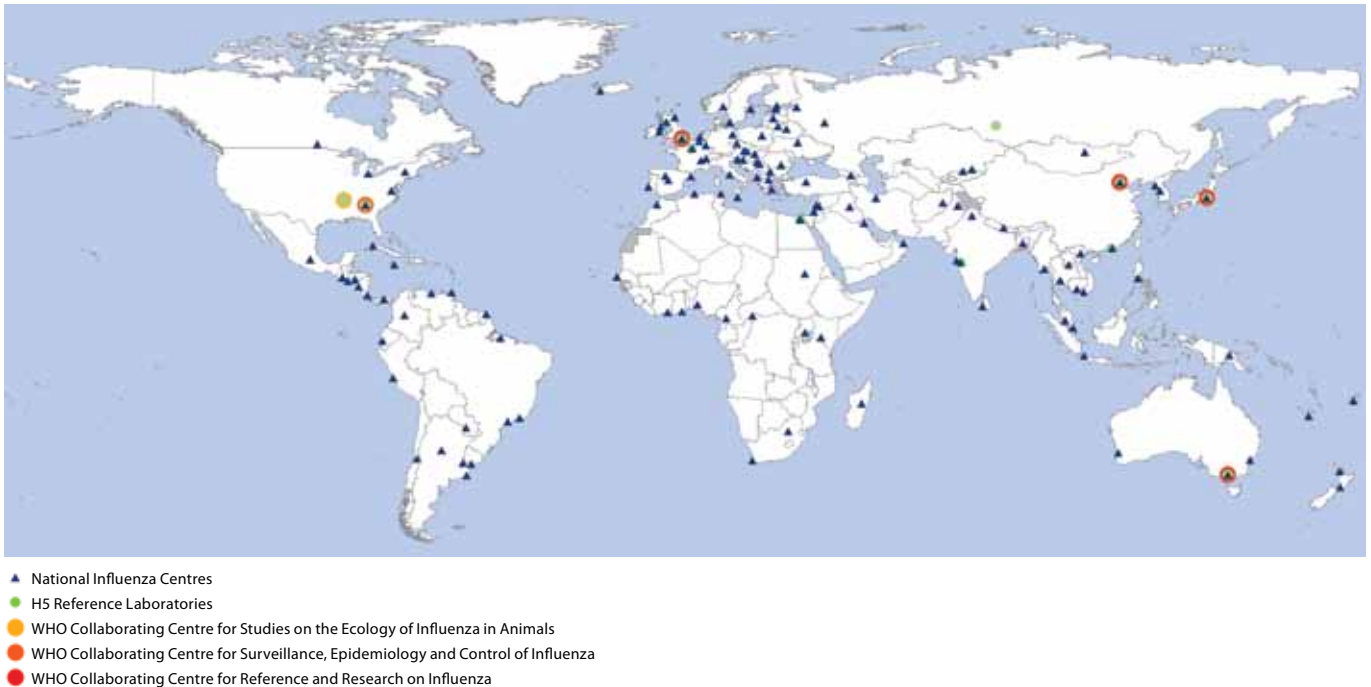 National Influenza Centres
H5 Reference Laboratories
WHO Collaborating Centre for Studies on the Ecology of Influenza in Animals
WHO Collaborating Centre for Surveillance, Epidemiology and Control of Influenza
WHO Collaborating Centre for Reference and Research on Influenza